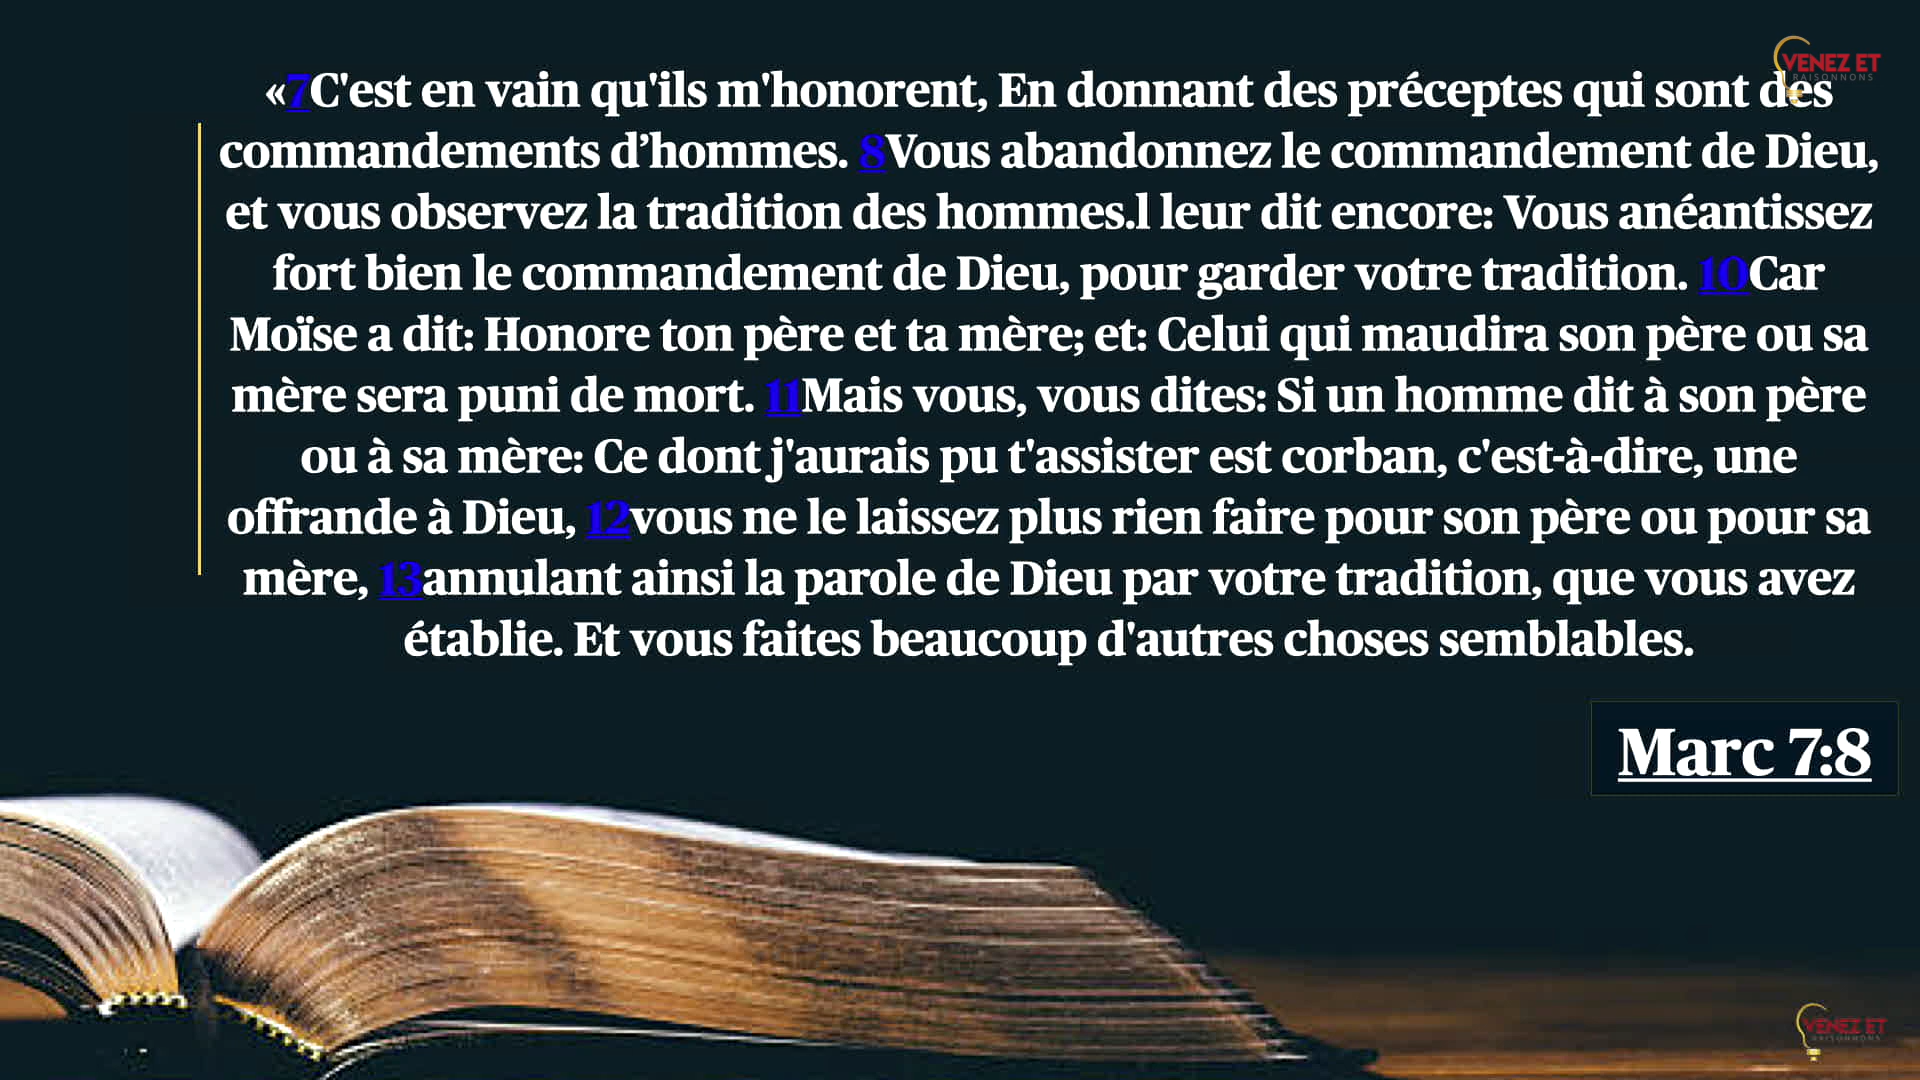 VENEZ ET
RAISONNONS
«7C'est en vain qu'ils m'honorent, En donnant des préceptes qui sont des
commandements d’hommes. 8Vous abandonnez le commandement de Dieu,
et vous observez la tradition des hommes.l leur dit encore: Vous anéantissez
fort bien le commandement de Dieu, pour garder votre tradition. 10Car
Moïse a dit: Honore ton père et ta mère; et: Celui qui maudira son père ou sa
mère sera puni de mort. 11Mais vous, vous dites: Si un homme dit à son père
ou à sa mère: Ce dont j'aurais pu t'assister est corban, c'est-à-dire, une
offrande à Dieu, 12vous ne le laissez plus rien faire pour son père ou pour sa
mère, 13annulant ainsi la parole de Dieu par votre tradition, que vous avez
établie. Et vous faites beaucoup d'autres choses semblables.
Marc 7:8
VENEZ ET
RAISONNONS